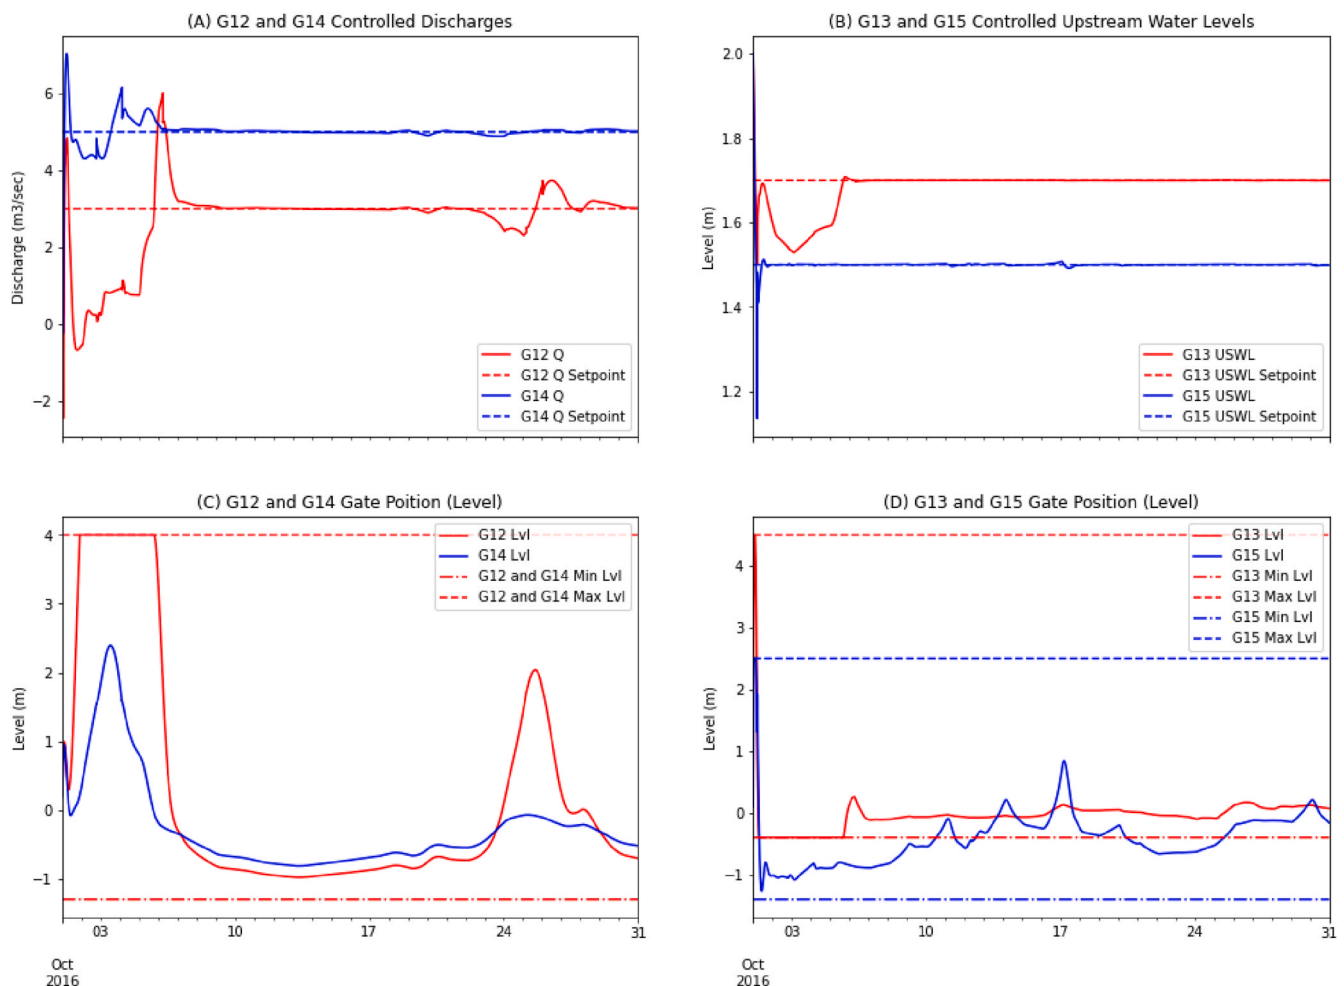 (A) G12 and G14 Controlled Discharges
6
4
2
0
−2
Discharge (m3/sec)
G12 Q
G12 Q Setpoint
G14 Q
G14 Q Setpoint
(B) G13 and G15 Controlled Upstream Water Levels
2.0
1.8
1.6
1.4
1.2
Level (m)
G13 USWL
G13 USWL Setpoint
G15 USWL
G15 USWL Setpoint
(C) G12 and G14 Gate Poition (Level)
4
3
2
1
0
−1
Level (m)
G12 Lvl
G14 Lvl
G12 and G14 Min Lvl
G12 and G14 Max Lvl
03
10
17
24
31
Oct
2016
(D) G13 and G15 Gate Position (Level)
4
3
2
1
0
−1
Level (m)
G13 Lvl
G15 Lvl
G13 Min Lvl
G13 Max Lvl
G15 Min Lvl
G15 Max Lvl
03
10
17
24
31
Oct
2016